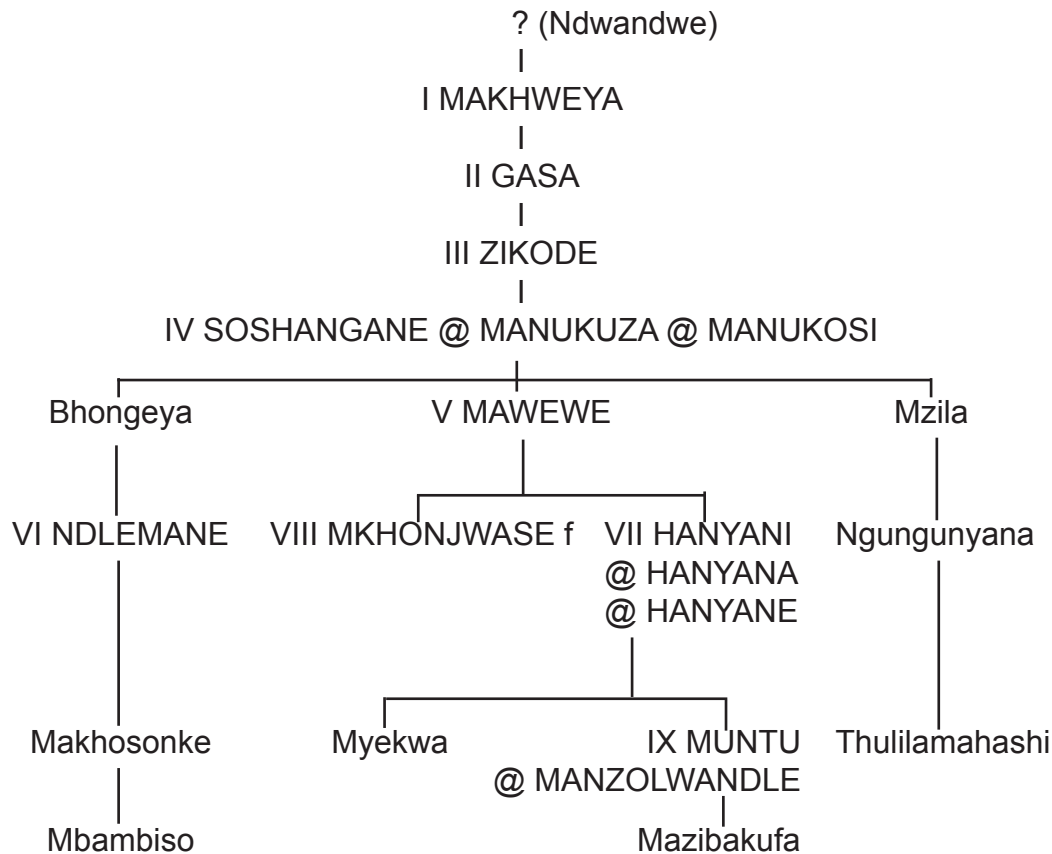 ? (Ndwandwe)
I MAKHWEYA
II GASA
III ZIKODE
IV SOSHANGANE @ MANUKUZA @ MANUKOSI
Bhongeya V MAWEWE Mzila
VI NDLEMANE VIII MKHONJWASE f VII HANYANI Ngungunyana
@ HANYANA
@ HANYANE
Makhosonke Myekwa IX MUNTU Thulilamahashi
@ MANZOLWANDLE
Mbambiso Mazibakufa